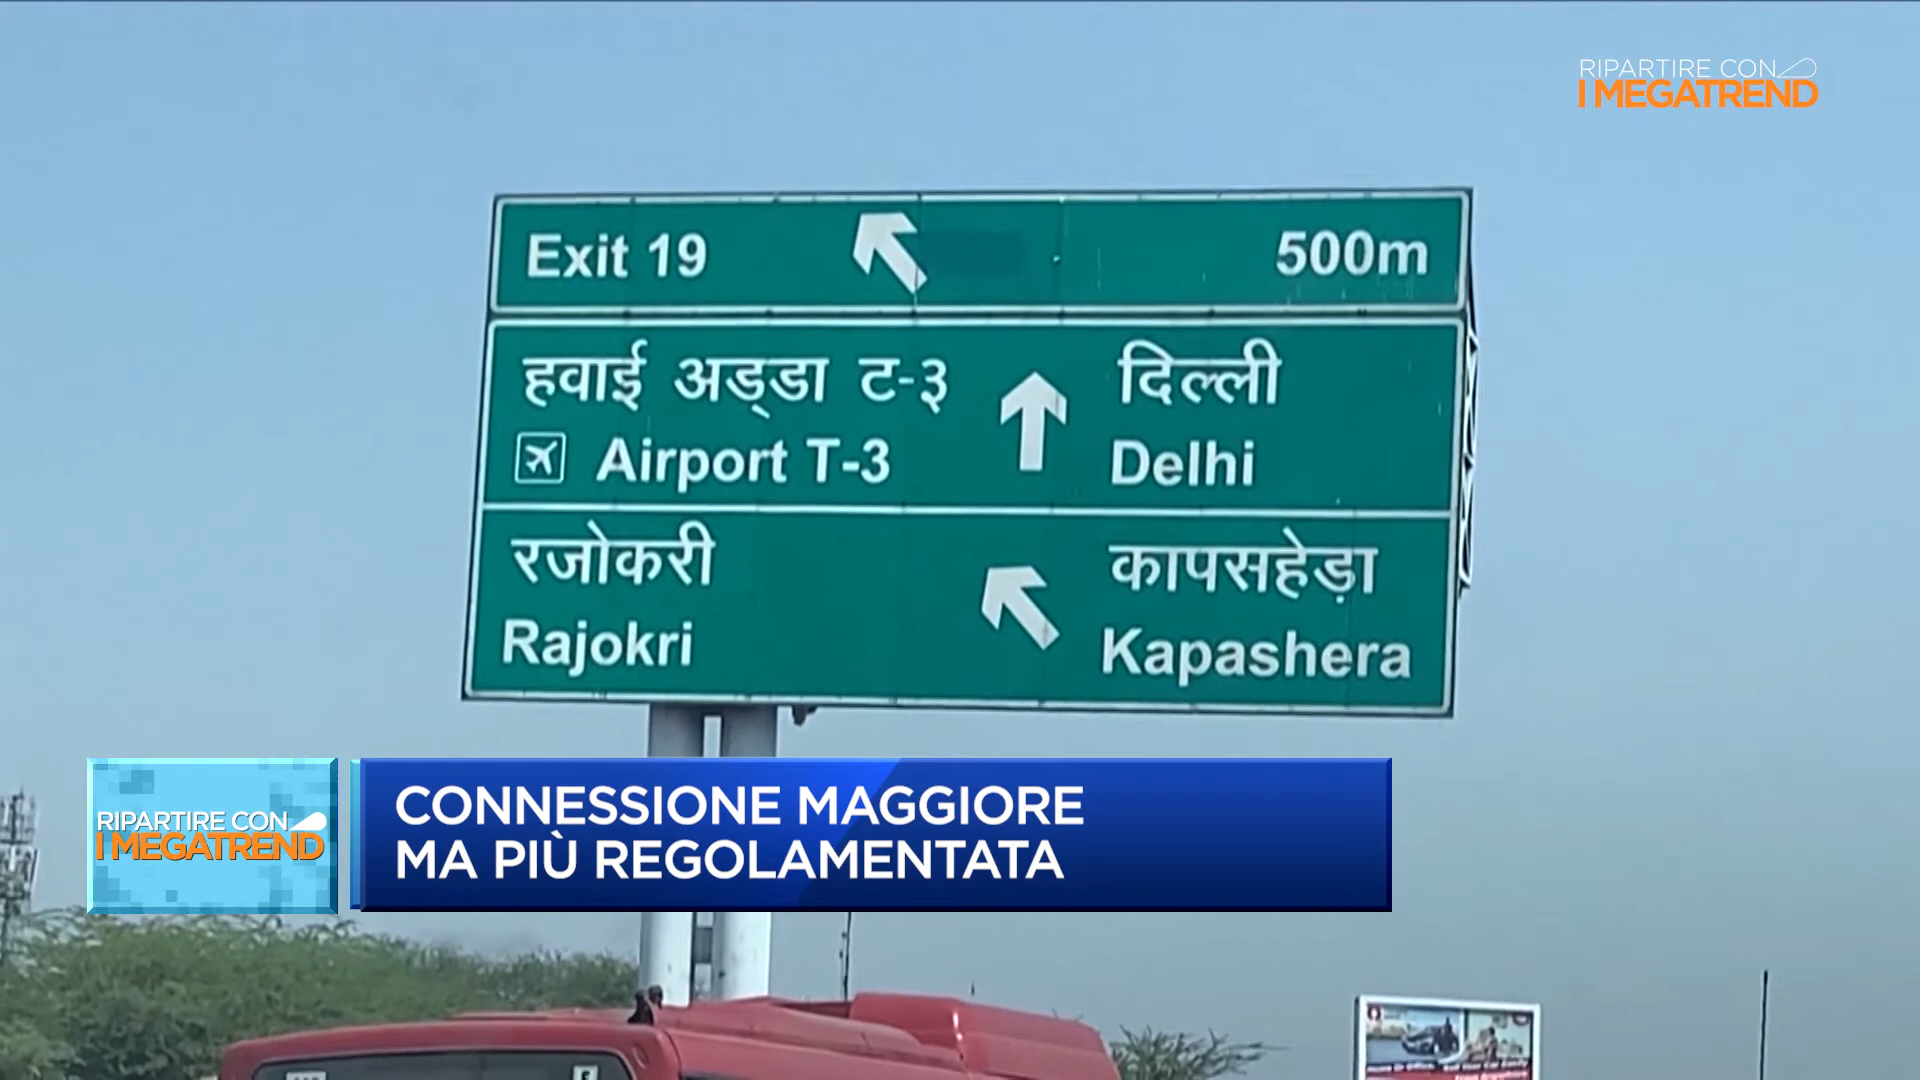 RIPARTIRE CON
I MEGATREND
Exit 19 500m
हवाई अड्डा ट-३ दिल्ली
Airport T-3 Delhi
रजोकरी कापसहेड़ा
Rajokri Kapashera
RIPARTIRE CON
I MEGATREND
CONNESSIONE MAGGIORE
MA PIÙ REGOLAMENTATA